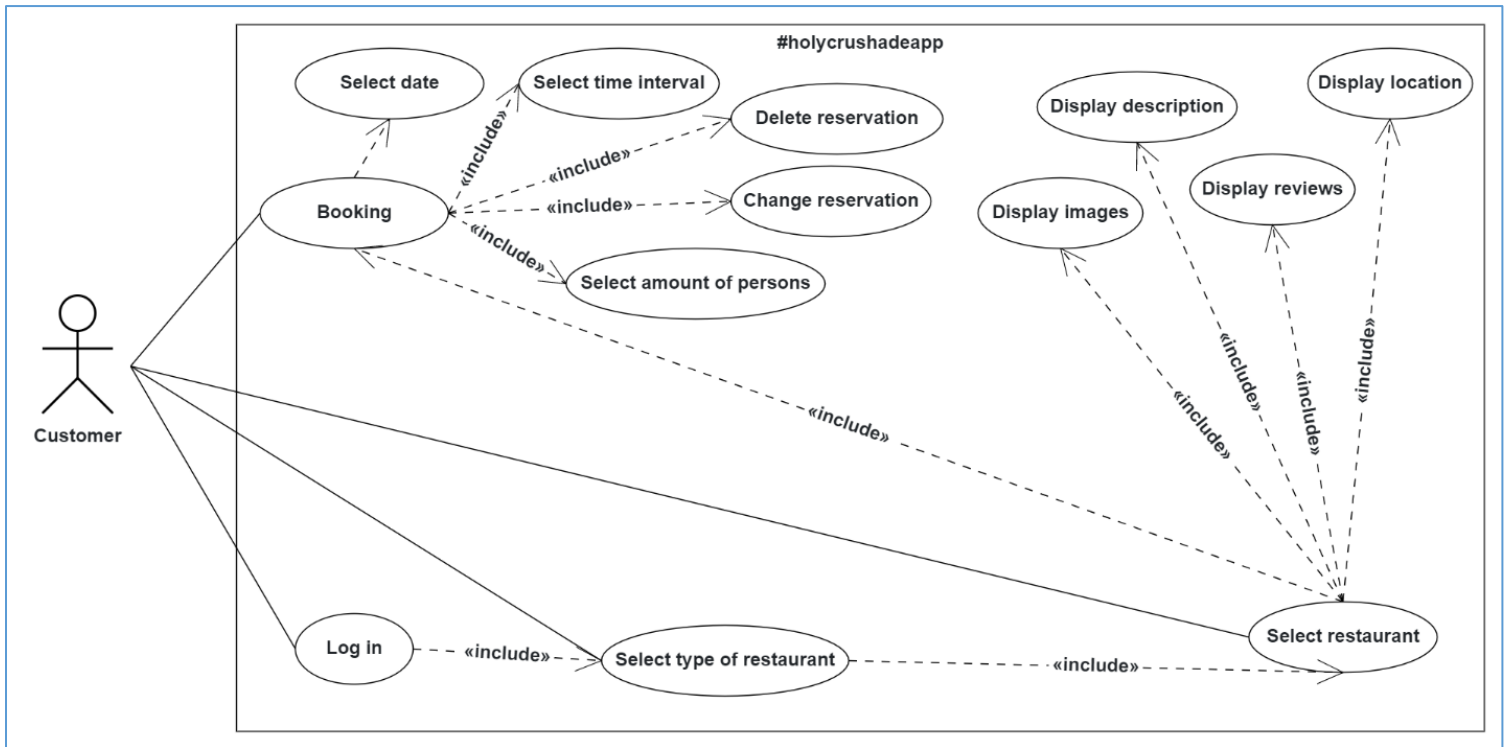 #holycrushadeapp
Select date
Select time interval
Display location
Display description
Delete reservation
«include»
«include»
Display reviews
Booking
«include»
Change reservation
Display images
«include»
Select amount of persons
«include»
«include»
«include»
«include»
«include»
Customer
Log in
«include»
Select type of restaurant
«include»
Select restaurant